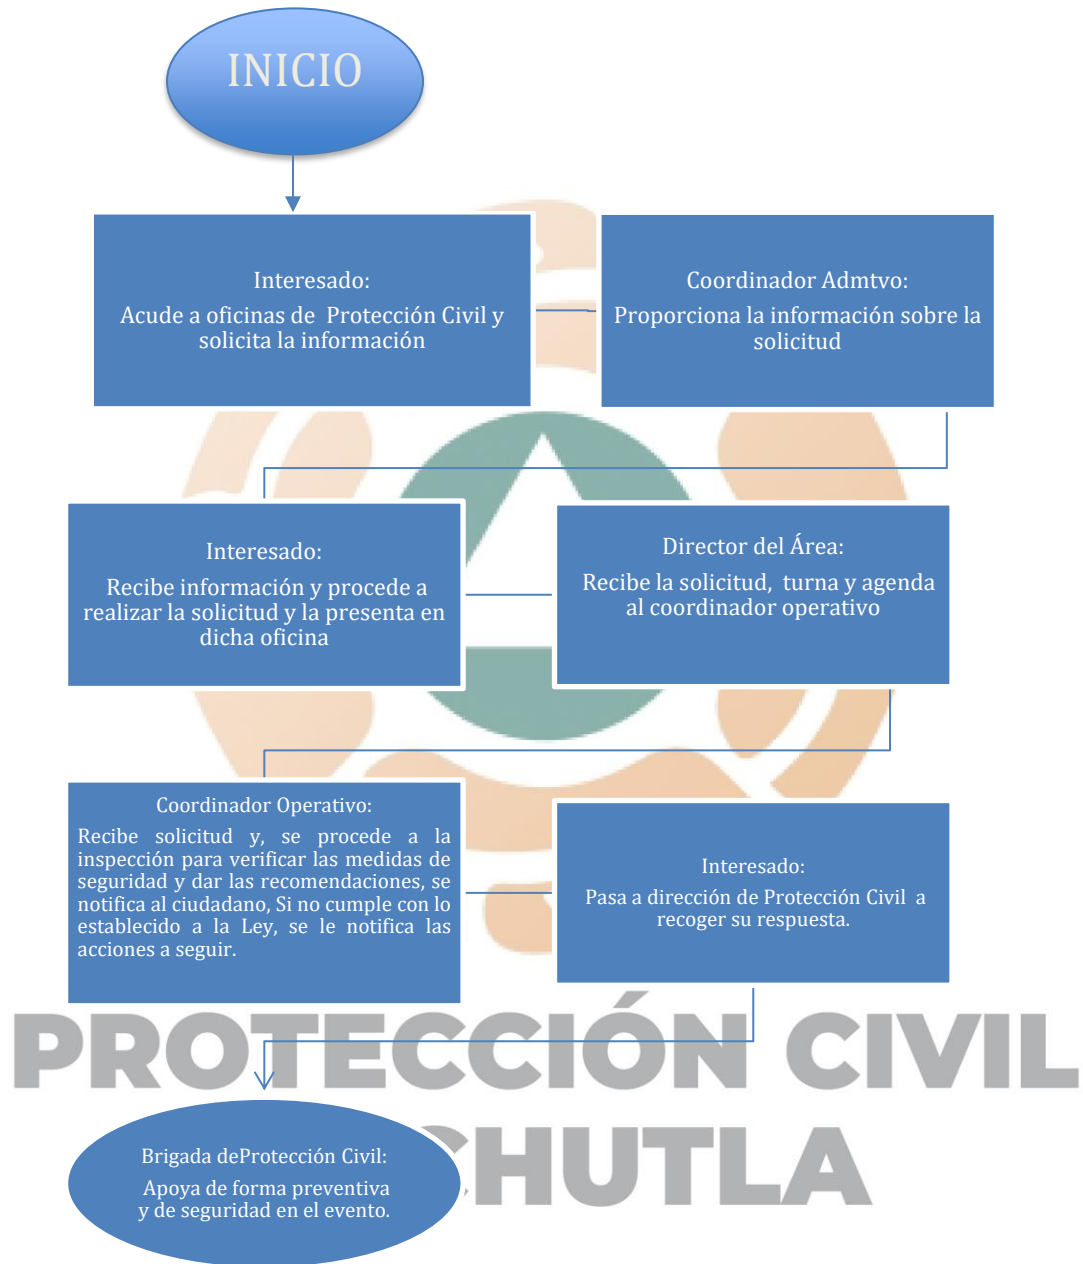 INICIO
Interesado:
Acude a oficinas de Protección Civil y
solicita la información
Coordinador Admtvo:
Proporciona la información sobre la
solicitud
Interesado:
Recibe información y procede a
realizar la solicitud y la presenta en
dicha oficina
Director del Área:
Recibe la solicitud, turna y agenda
al coordinador operativo
Coordinador Operativo:
Recibe solicitud y, se procede a la
inspección para verificar las medidas de
seguridad y dar las recomendaciones, se
notifica al ciudadano, Si no cumple con lo
establecido a la Ley, se le notifica las
acciones a seguir.
Interesado:
Pasa a dirección de Protección Civil a
recoger su respuesta.
PROTECCIÓN CIVIL
CHUTLA
Brigada deProtección Civil:
Apoya de forma preventiva
y de seguridad en el evento.